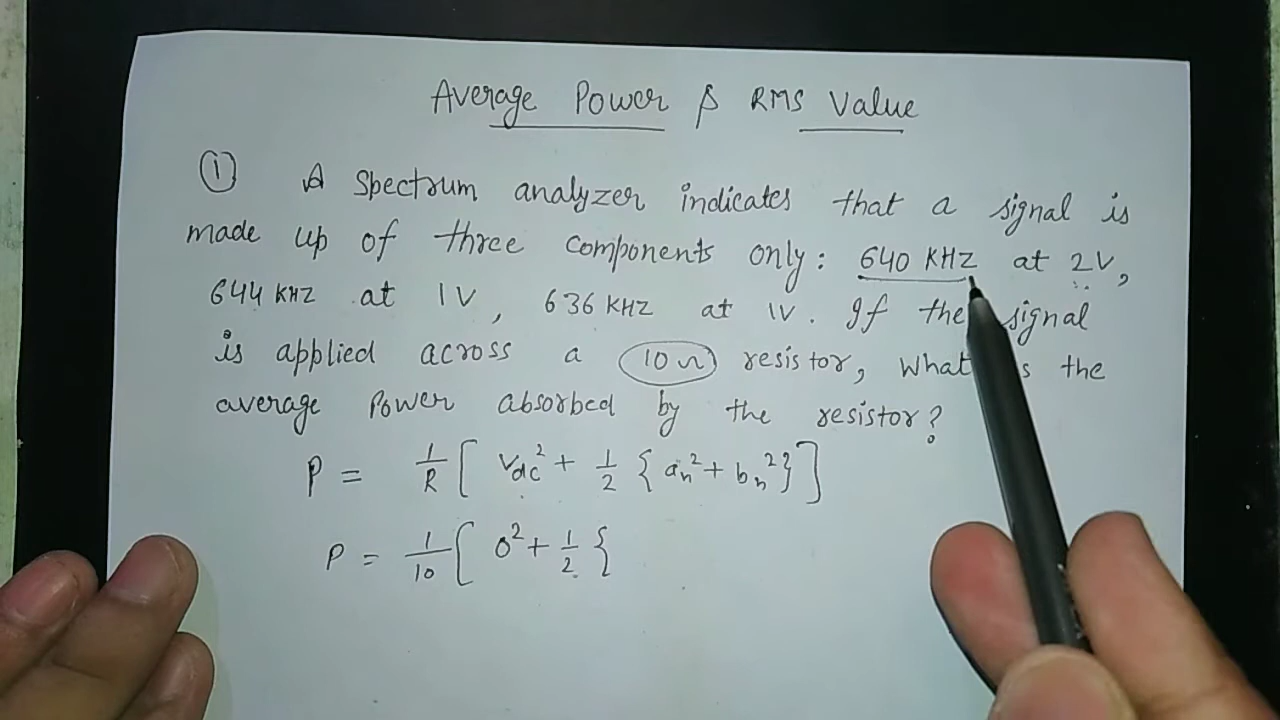 Average Power & RMS Value
① A Spectrum analyzer indicates that a signal is
made up of three components only: 640 KHZ at 2V,
644 KHZ at 1V, 636 KHZ at 1V. If the signal
is applied across a 10Ω resistor, What s the
average Power absorbed by the resistor?
P = 1/R [ Vdc² + 1/2 { an² + bn² } ]
P = 1/10 [ 0² + 1/2 {